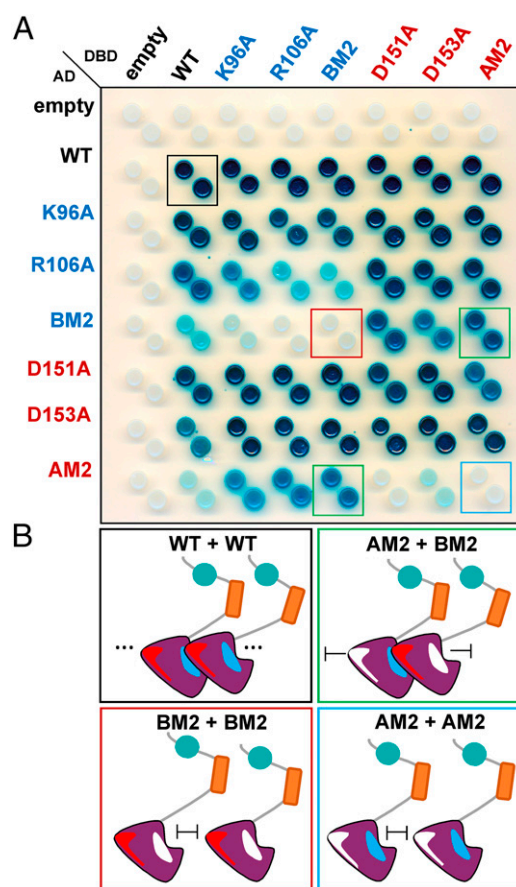 A
DBD
AD
empty WT K96A R106A BM2 D151A D153A AM2
empty
WT
K96A
R106A
BM2
D151A
D153A
AM2
B
WT + WT
AM2 + BM2
... ...
BM2 + BM2
AM2 + AM2